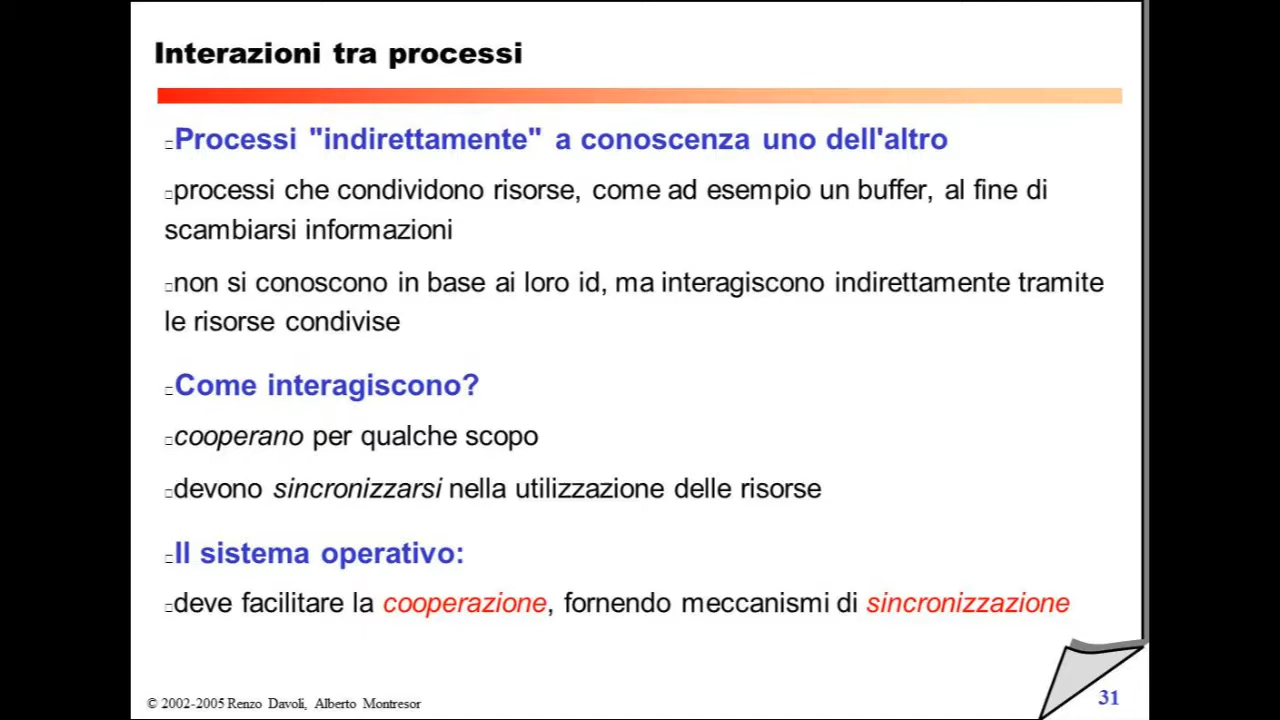 Interazioni tra processi
Processi "indirettamente" a conoscenza uno dell'altro
processi che condividono risorse, come ad esempio un buffer, al fine di
scambiarsi informazioni
non si conoscono in base ai loro id, ma interagiscono indirettamente tramite
le risorse condivise
Come interagiscono?
cooperano per qualche scopo
devono sincronizzarsi nella utilizzazione delle risorse
Il sistema operativo:
deve facilitare la cooperazione, fornendo meccanismi di sincronizzazione
© 2002-2005 Renzo Davoli, Alberto Montresor
31